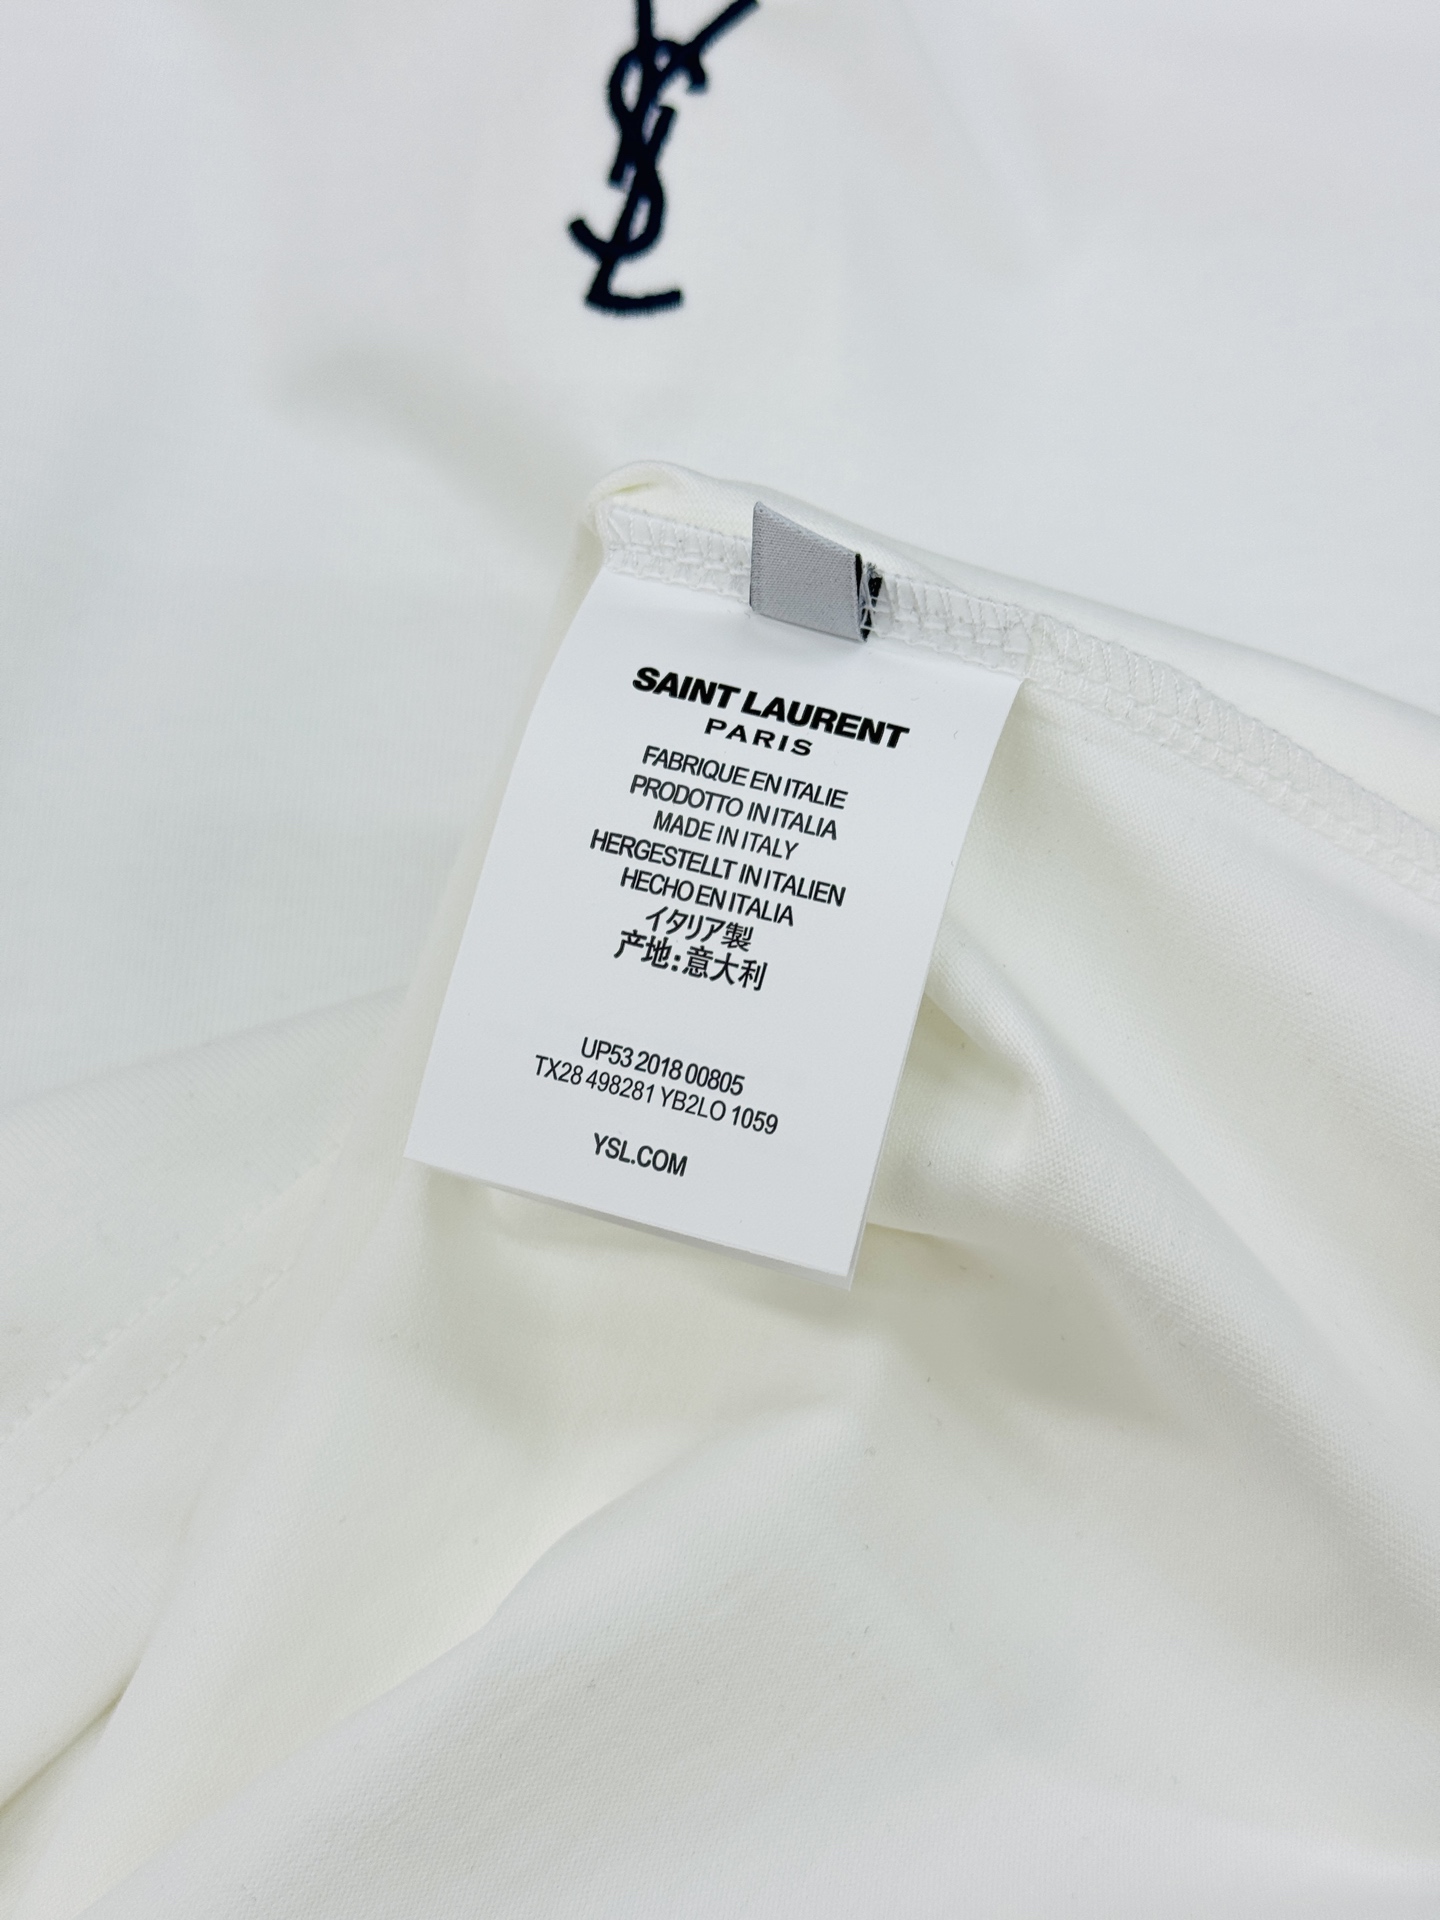 YSL
SAINT LAURENT
PARIS
FABRIQUE EN ITALIE
PRODOTTO IN ITALIA
MADE IN ITALY
HERGESTELLT IN ITALIEN
HECHO EN ITALIA
イタリア製
产地:意大利
UP53 2018 00805
TX28 498281 YB2LO 1059
YSL.COM